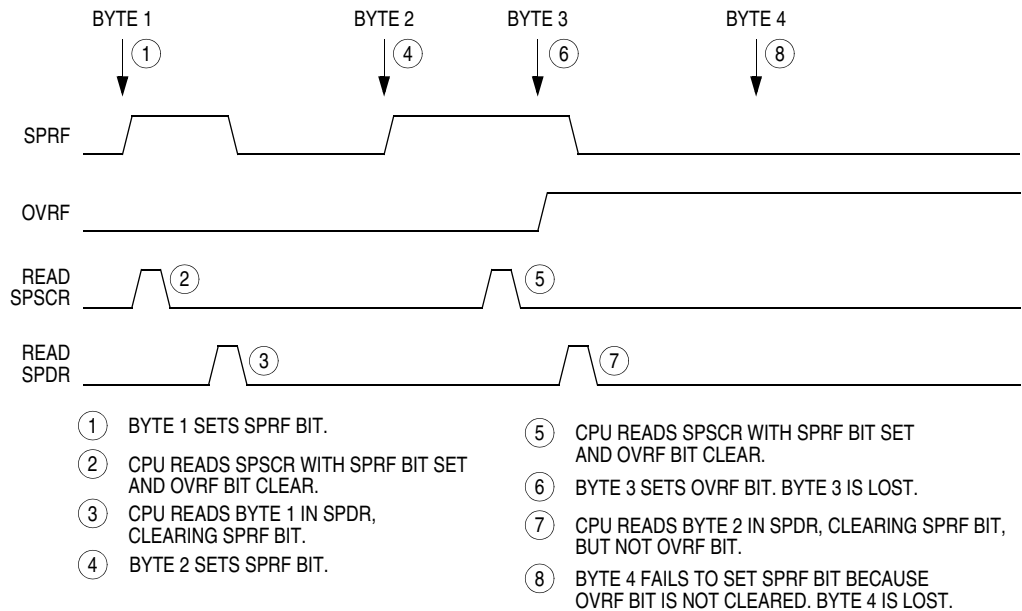 BYTE 1 BYTE 2 BYTE 3 BYTE 4
1 4 6 8
SPRF
OVRF
READ
SPSCR
2 5
READ
SPDR
3 7
1 BYTE 1 SETS SPRF BIT.
2 CPU READS SPSCR WITH SPRF BIT SET
AND OVRF BIT CLEAR.
3 CPU READS BYTE 1 IN SPDR,
CLEARING SPRF BIT.
4 BYTE 2 SETS SPRF BIT.
5 CPU READS SPSCR WITH SPRF BIT SET
AND OVRF BIT CLEAR.
6 BYTE 3 SETS OVRF BIT. BYTE 3 IS LOST.
7 CPU READS BYTE 2 IN SPDR, CLEARING SPRF BIT,
BUT NOT OVRF BIT.
8 BYTE 4 FAILS TO SET SPRF BIT BECAUSE
OVRF BIT IS NOT CLEARED. BYTE 4 IS LOST.